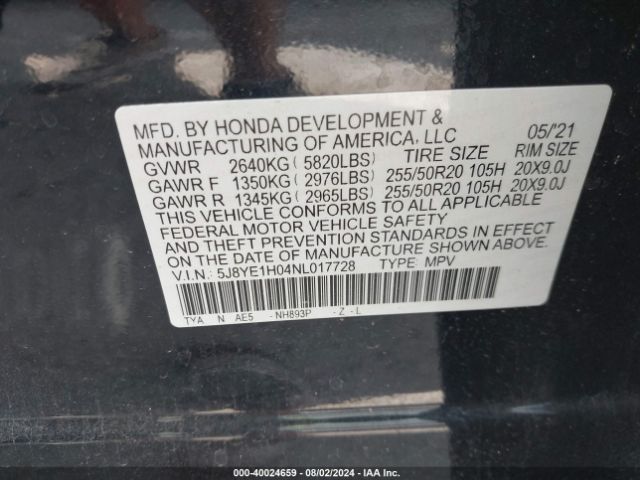 MFD. BY HONDA DEVELOPMENT & 05/'21
MANUFACTURING OF AMERICA, LLC
GVWR 2640KG ( 5820LBS) TIRE SIZE RIM SIZE
GAWR F 1350KG ( 2976LBS) 255/50R20 105H 20X9.0J
GAWR R 1345KG ( 2965LBS) 255/50R20 105H 20X9.0J
THIS VEHICLE CONFORMS TO ALL APPLICABLE
FEDERAL MOTOR VEHICLE SAFETY
AND THEFT PREVENTION STANDARDS IN EFFECT
ON THE DATE OF MANUFACTURE SHOWN ABOVE.
V.I.N.: 5J8YE1H04NL017728 TYPE: MPV
TYA N AE5 -NH893P -Z -L
000-40024659 - 08/02/2024 - IAA Inc.